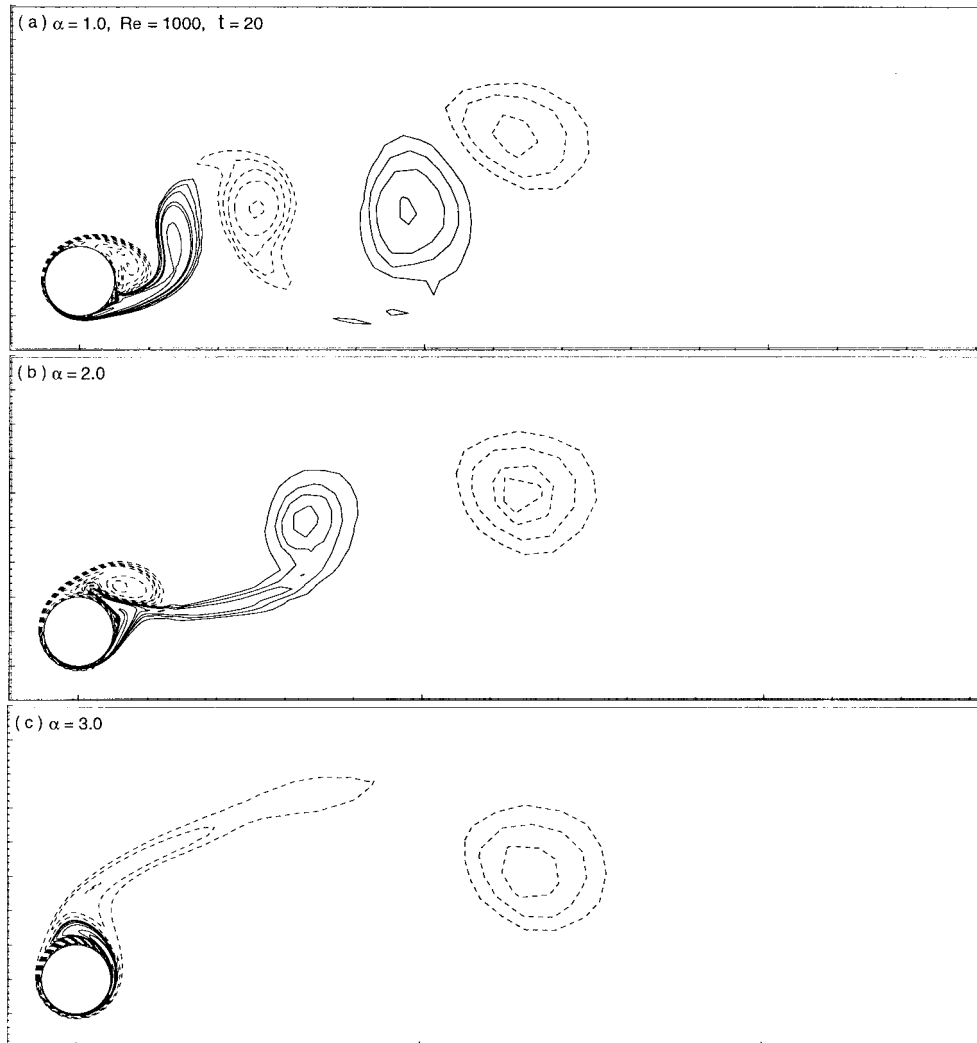 (a) α = 1.0, Re = 1000, t = 20
(b) α = 2.0
(c) α = 3.0